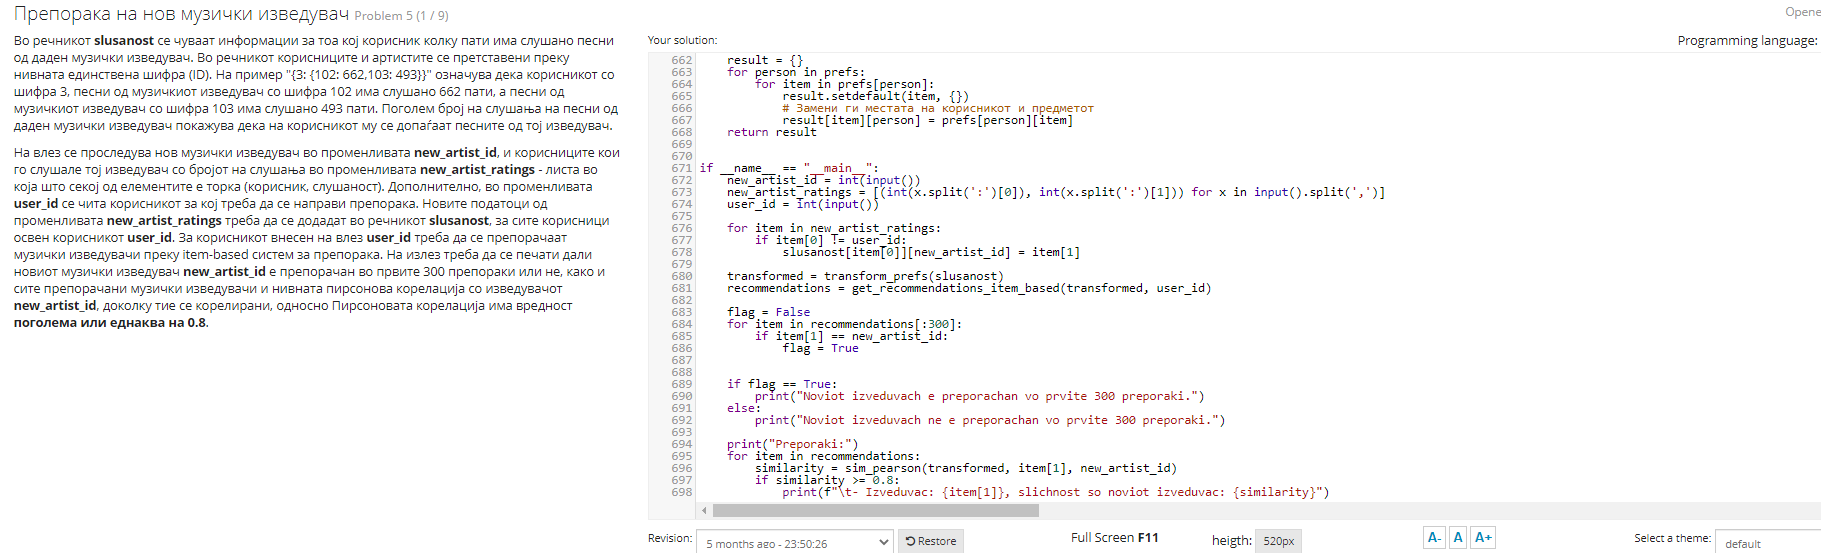 Препорака на нов музички изведувач Problem 5 (1 / 9)
Во речникот slusanost се чуваат информации за тоа кој корисник колку пати има слушано песни
од даден музички изведувач. Во речникот корисниците и артистите се претставени преку
нивната единствена шифра (ID). На пример "{3: {102: 662,103: 493}}" означува дека корисникот со
шифра 3, песни од музичкиот изведувач со шифра 102 има слушано 662 пати, а песни од
музичкиот изведувач со шифра 103 има слушано 493 пати. Поголем број на слушања на песни од
даден музички изведувач покажува дека на корисникот му се допаѓаат песните од тој изведувач.
На влез се проследува нов музички изведувач во променливата new_artist_id, и корисниците кои
го слушале тој изведувач со бројот на слушања во променливата new_artist_ratings - листа во
која што секој од елементите е торка (корисник, слушаност). Дополнително, во променливата
user_id се чита корисникот за кој треба да се направи препорака. Новите податоци од
променливата new_artist_ratings треба да се додадат во речникот slusanost, за сите корисници
освен корисникот user_id. За корисникот внесен на влез user_id треба да се препорачаат
музички изведувачи преку item-based систем за препорака. На излез треба да се печати дали
новиот музички изведувач new_artist_id е препорачан во првите 300 препораки или не, како и
сите препорачани музички изведувачи и нивната пирсонова корелација со изведувачот
new_artist_id, доколку тие се корелирани, односно Пирсоновата корелација има вредност
поголема или еднаква на 0.8.
Opene
Your solution:
Programming language:
662 result = {}
663 for person in prefs:
664 for item in prefs[person]:
665 result.setdefault(item, {})
666 # Замени ги местата на корисникот и предметот
667 result[item][person] = prefs[person][item]
668 return result
669
670
671 if __name__ == "__main__":
672 new_artist_id = int(input())
673 new_artist_ratings = [(int(x.split(':')[0]), int(x.split(':')[1])) for x in input().split(',')]
674 user_id = int(input())
675
676 for item in new_artist_ratings:
677 if item[0] != user_id:
678 slusanost[item[0]][new_artist_id] = item[1]
679
680 transformed = transform_prefs(slusanost)
681 recommendations = get_recommendations_item_based(transformed, user_id)
682
683 flag = False
684 for item in recommendations[:300]:
685 if item[1] == new_artist_id:
686 flag = True
687
688
689 if flag == True:
690 print("Noviot izveduvach e preporachan vo prvite 300 preporaki.")
691 else:
692 print("Noviot izveduvach ne e preporachan vo prvite 300 preporaki.")
693
694 print("Preporaki:")
695 for item in recommendations:
696 similarity = sim_pearson(transformed, item[1], new_artist_id)
697 if similarity >= 0.8:
698 print(f"\t- Izveduvac: {item[1]}, slichnost so noviot izveduvac: {similarity}")
Revision: 5 months ago - 23:50:26 Restore Full Screen F11 heigth: 520px A- A A+ Select a theme: default